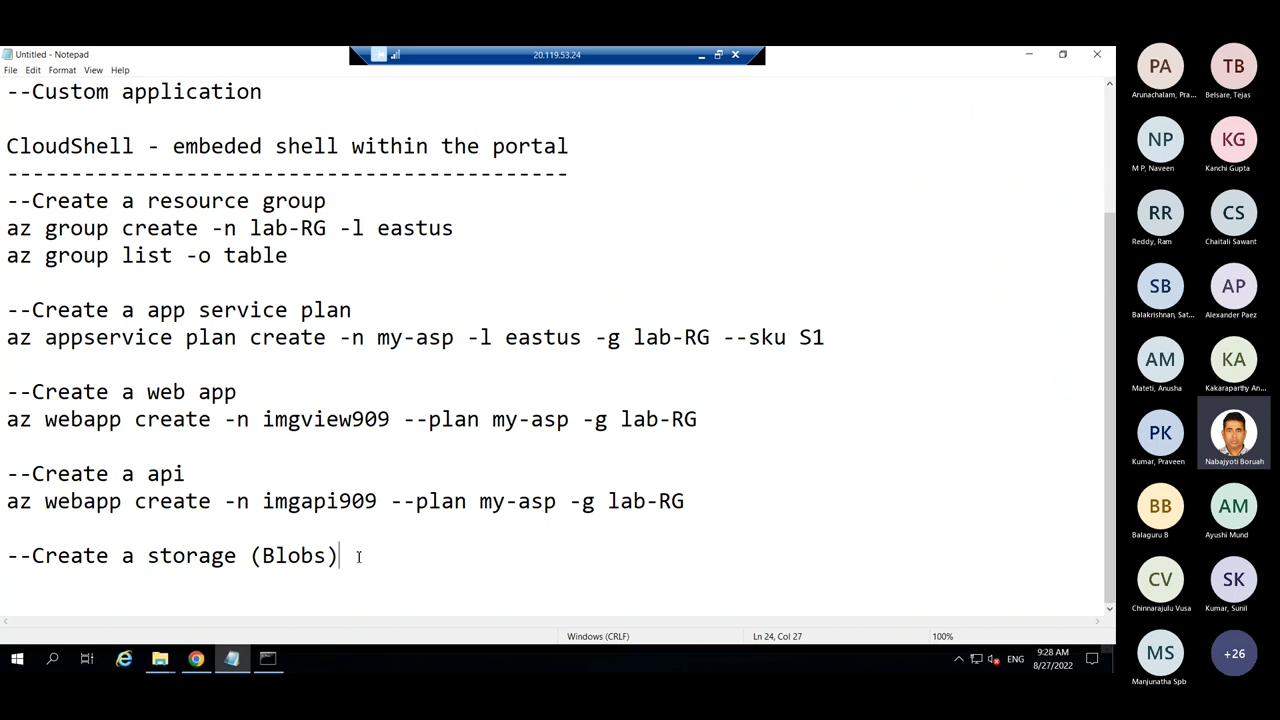 Untitled - Notepad
20.119.53.24
File Edit Format View Help
--Custom application
CloudShell - embeded shell within the portal
--------------------------------------------
--Create a resource group
az group create -n lab-RG -l eastus
az group list -o table
--Create a app service plan
az appservice plan create -n my-asp -l eastus -g lab-RG --sku S1
--Create a web app
az webapp create -n imgview909 --plan my-asp -g lab-RG
--Create a api
az webapp create -n imgapi909 --plan my-asp -g lab-RG
--Create a storage (Blobs)
Windows (CRLF) Ln 24, Col 27 100%
ENG
9:28 AM
8/27/2022
PA TB
Arunachalam, Pra... Belsare, Tejas
NP KG
M P, Naveen Kanchi Gupta
RR CS
Reddy, Ram Chaitali Sawant
SB AP
Balakrishnan, Sat... Alexander Paez
AM KA
Mateti, Anusha Kakaraparthy An...
PK
Kumar, Praveen Nabajyoti Boruah
BB AM
Balaguru B Ayushi Mund
CV SK
Chinnarajulu Vusa Kumar, Sunil
MS +26
Manjunatha Spb